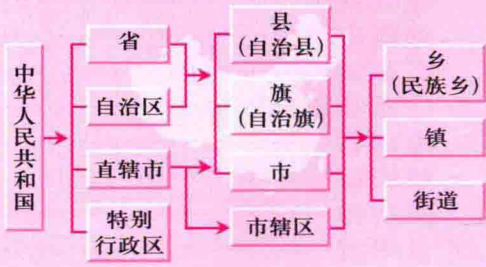 中华人民共和国
省
自治区
直辖市
特别
行政区
县
(自治县)
旗
(自治旗)
市
市辖区
乡
(民族乡)
镇
街道